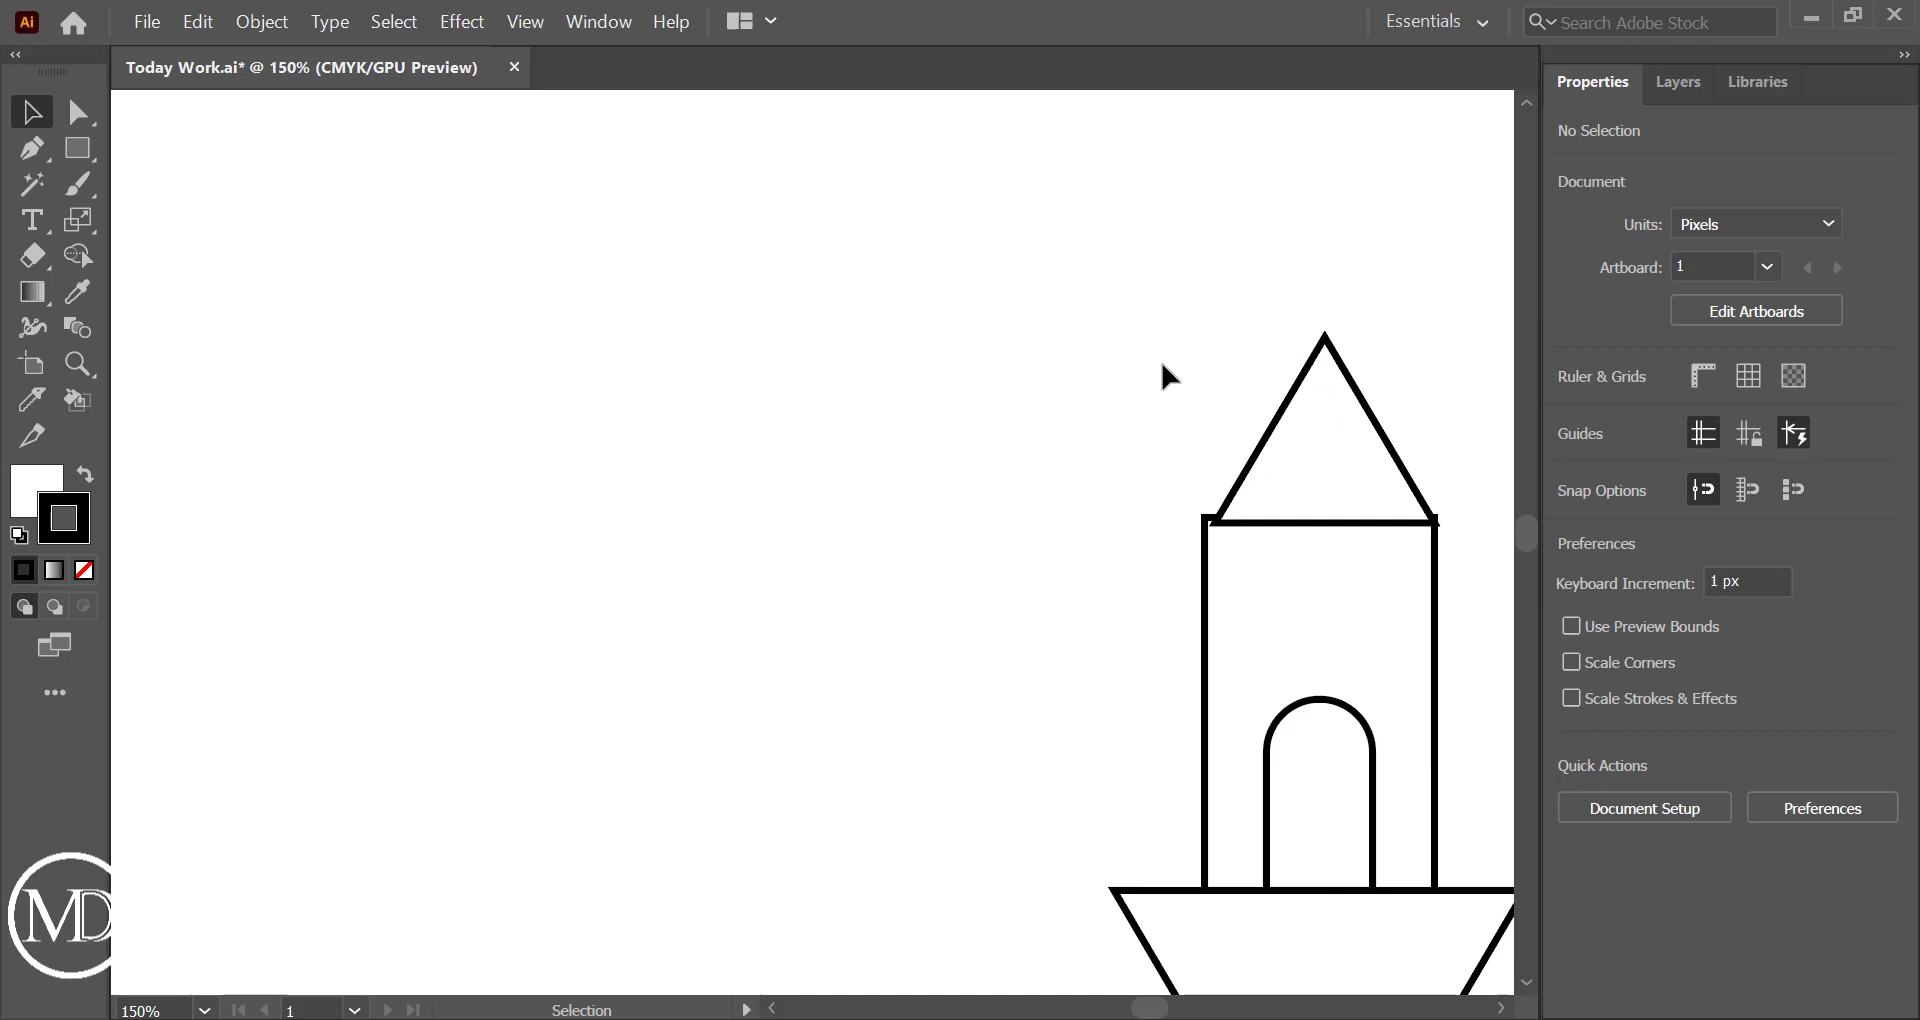 Ai File Edit Object Type Select Effect View Window Help Essentials Search Adobe Stock
Today Work.ai* @ 150% (CMYK/GPU Preview)
Properties Layers Libraries
No Selection
Document
Units: Pixels
Artboard: 1
Edit Artboards
Ruler & Grids
Guides
Snap Options
Preferences
Keyboard Increment: 1 px
Use Preview Bounds
Scale Corners
Scale Strokes & Effects
Quick Actions
Document Setup Preferences
MD
150% 1 Selection